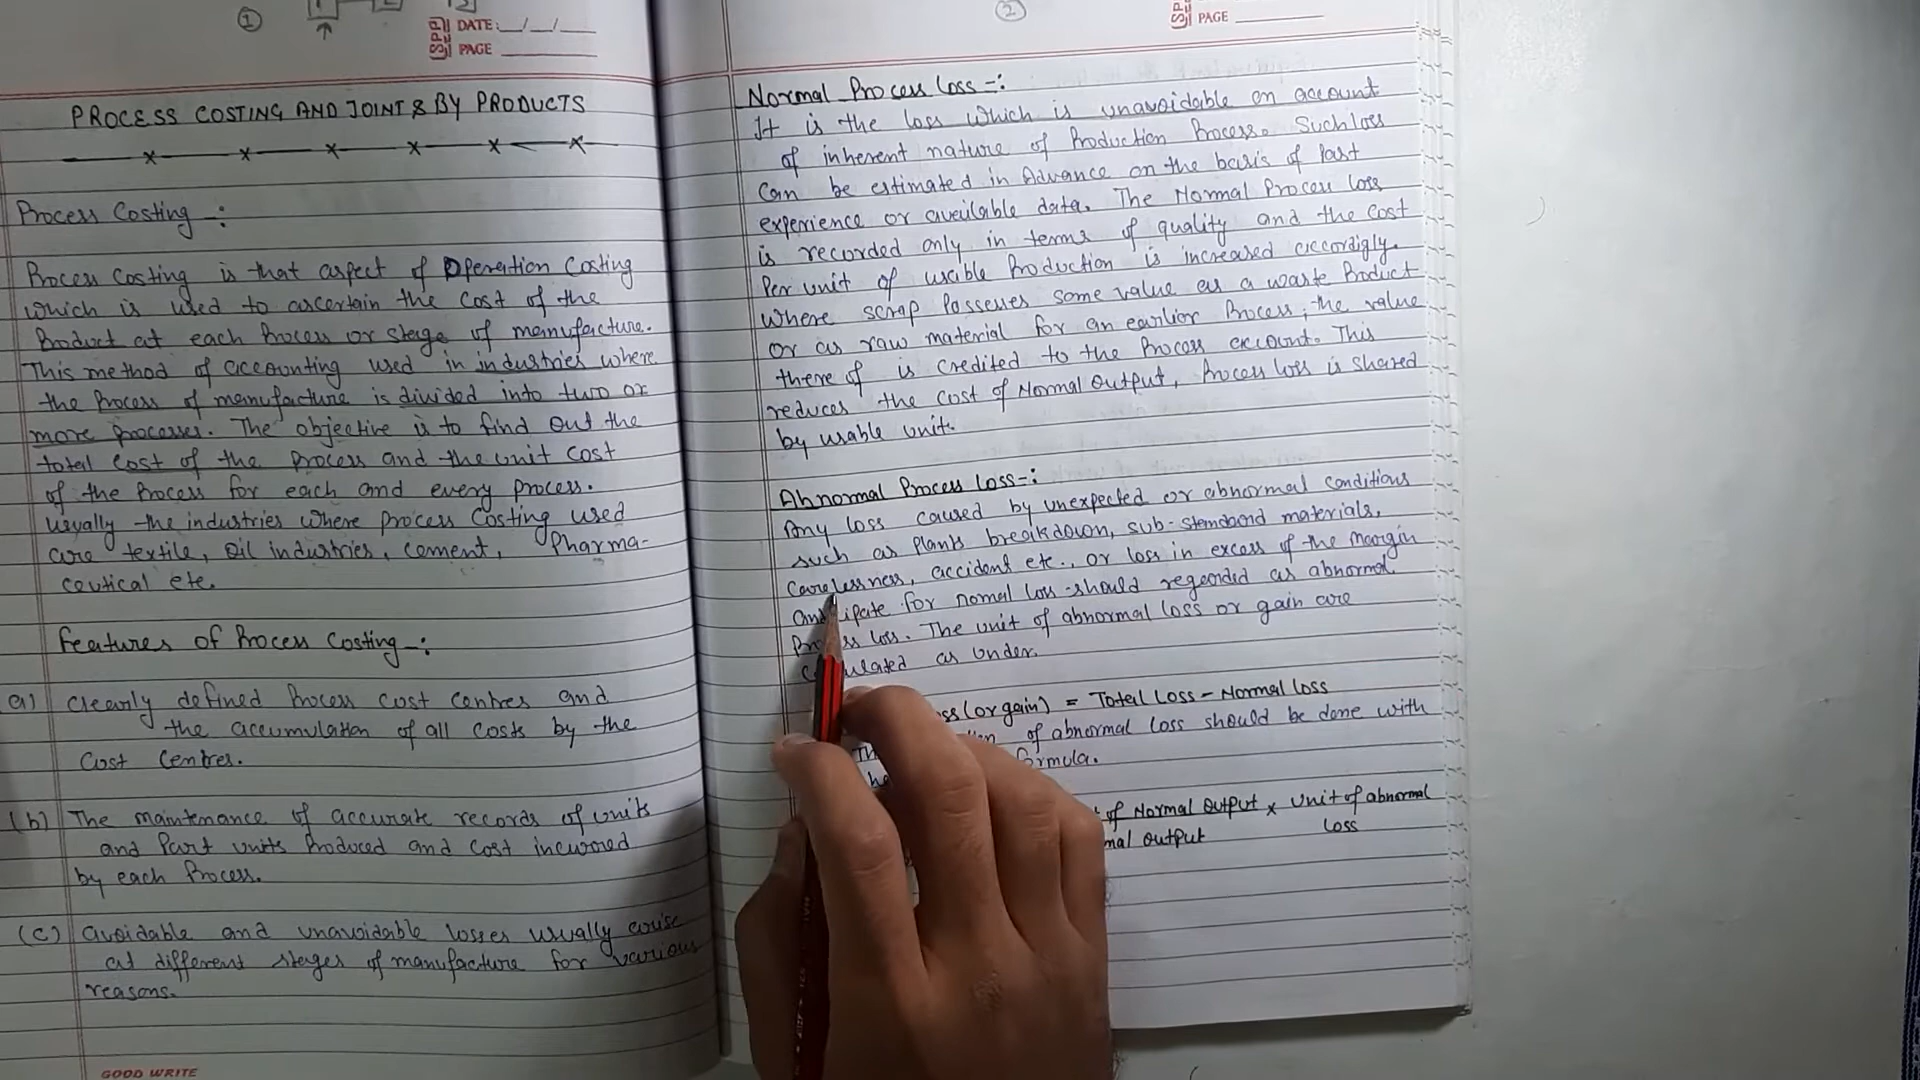 1
DATE: __/__/__
PAGE
PROCESS COSTING AND JOINT & BY PRODUCTS
Process Costing -:
Process Costing is that aspect of Operation Costing
which is used to ascertain the cost of the
Product at each Process or stage of manufacture.
This method of accounting used in industries where
the Process of manufacture is divided into two or
more processes. The objective is to find out the
total cost of the process and the unit cost
of the Process for each and every process.
Usually the industries where process Costing used
are textile, oil industries, cement, Pharma-
ceutical etc.
Features of Process Costing -:
a) Clearly defined Process cost centres and
the accumulation of all costs by the
Cost Centres.
(b) The maintenance of accurate records of units
and Part units Produced and cost incurred
by each Process.
(c) avoidable and unavoidable losses usually arise
at different stages of manufacture for various
reasons.
GOOD WRITE
2
PAGE
Normal Process Loss -:
It is the loss which is unavoidable on account
of inherent nature of Production Process. Such loss
can be estimated in Advance on the basis of Past
experience or available data. The Normal Process loss
is recorded only in terms of quality and the cost
Per unit of usable Production is increased accordigly.
Where scrap Possesses some value as a waste Product
or as raw material for an earlior Process, the value
there of is credited to the Process account. This
reduces the cost of Normal Output, Process loss is shared
by usable unit.
Abnormal Process Loss -:
Any loss caused by unexpected or abnormal conditions
such as Plants breakdown, sub-standard materials,
Carelessness, accident etc., or loss in excess of the margin
for normal loss should regarded as abnormal
loss. The unit of abnormal loss or gain are
as under.
(or gain) = Total Loss - Normal loss
of abnormal loss should be done with
of Normal Output x Unit of abnormal
Output loss